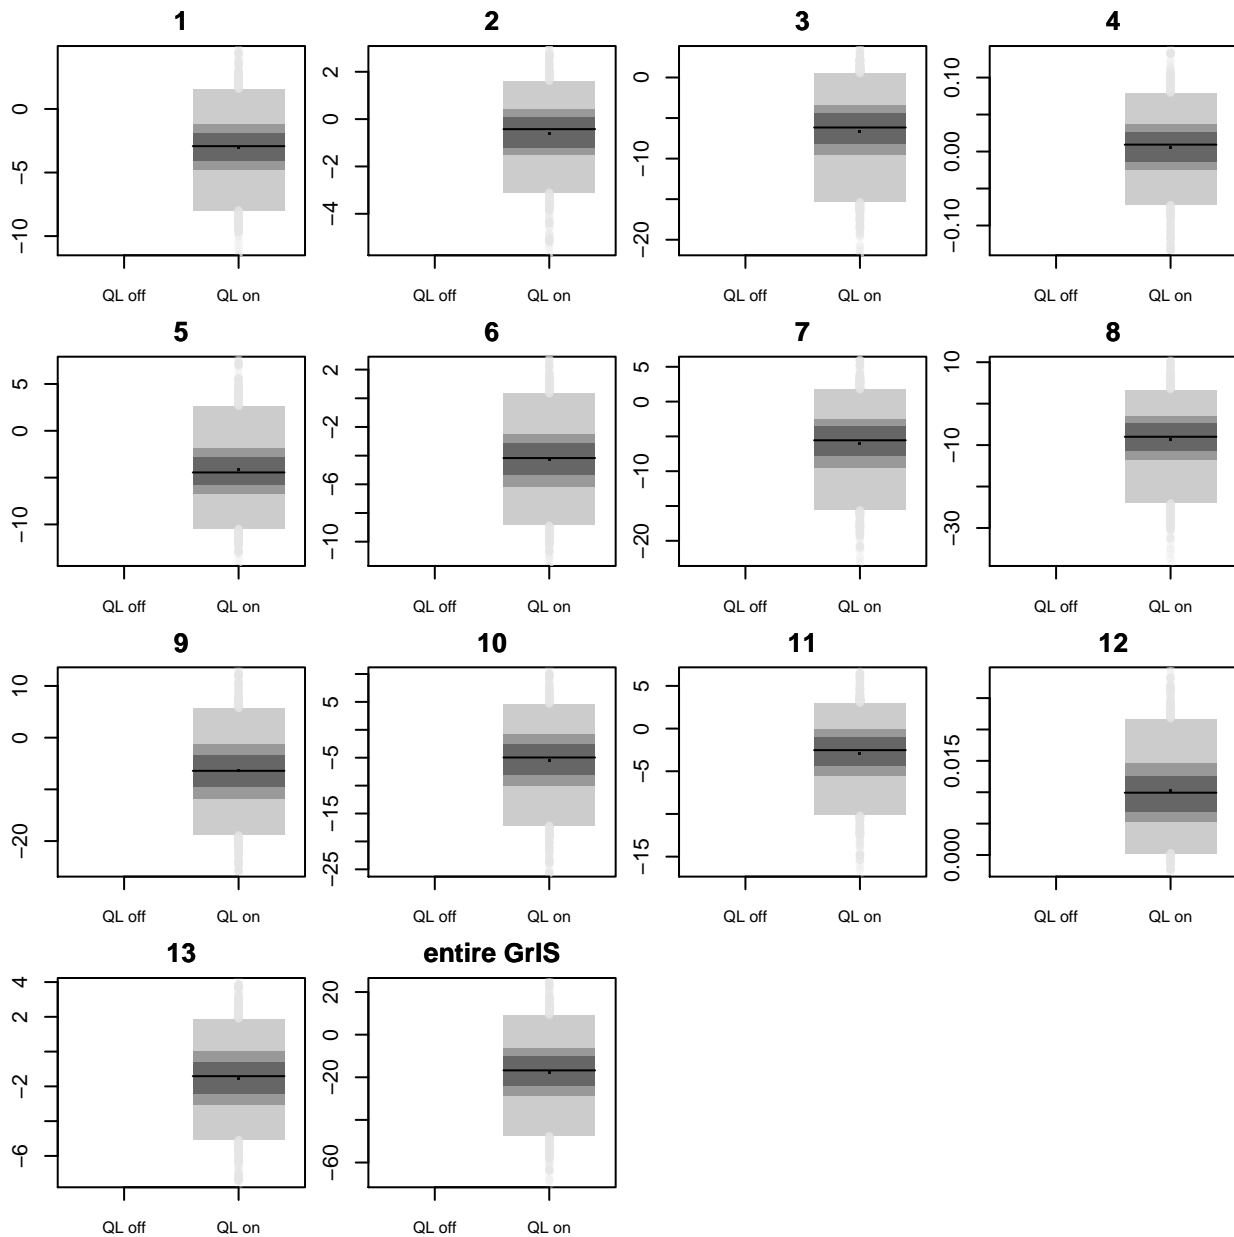 1 2 3 4
0 −5 −10
2 0 −2 −4
0 −10 −20
0.10 0.00 −0.10
QL off QL on QL off QL on QL off QL on QL off QL on
5 6 7 8
5 0 −10
2 −2 −6 −10
5 0 −10 −20
10 −10 −30
QL off QL on QL off QL on QL off QL on QL off QL on
9 10 11 12
10 0 −20
5 −5 −15 −25
5 0 −5 −15
0.015 0.000
QL off QL on QL off QL on QL off QL on QL off QL on
13 entire GrIS
4 2 −2 −6
20 0 −20 −60
QL off QL on QL off QL on